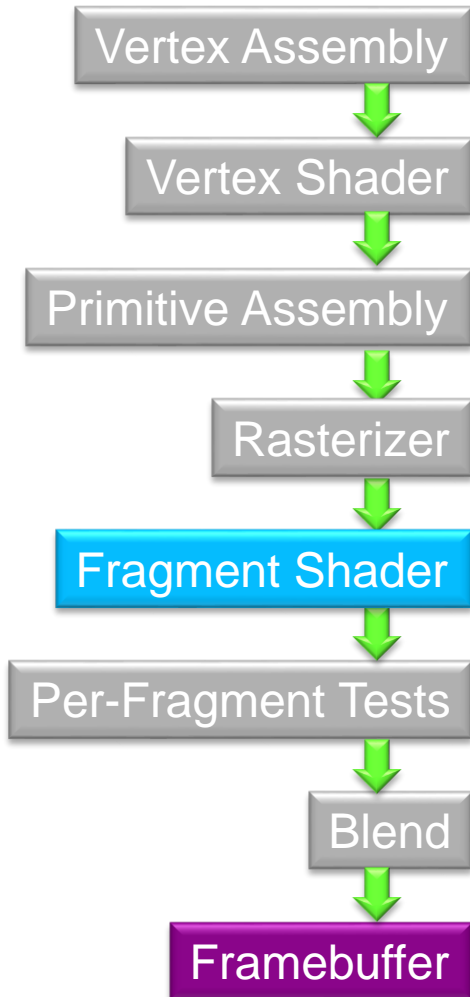 Vertex Assembly
Vertex Shader
Primitive Assembly
Rasterizer
Fragment Shader
Per-Fragment Tests
Blend
Framebuffer